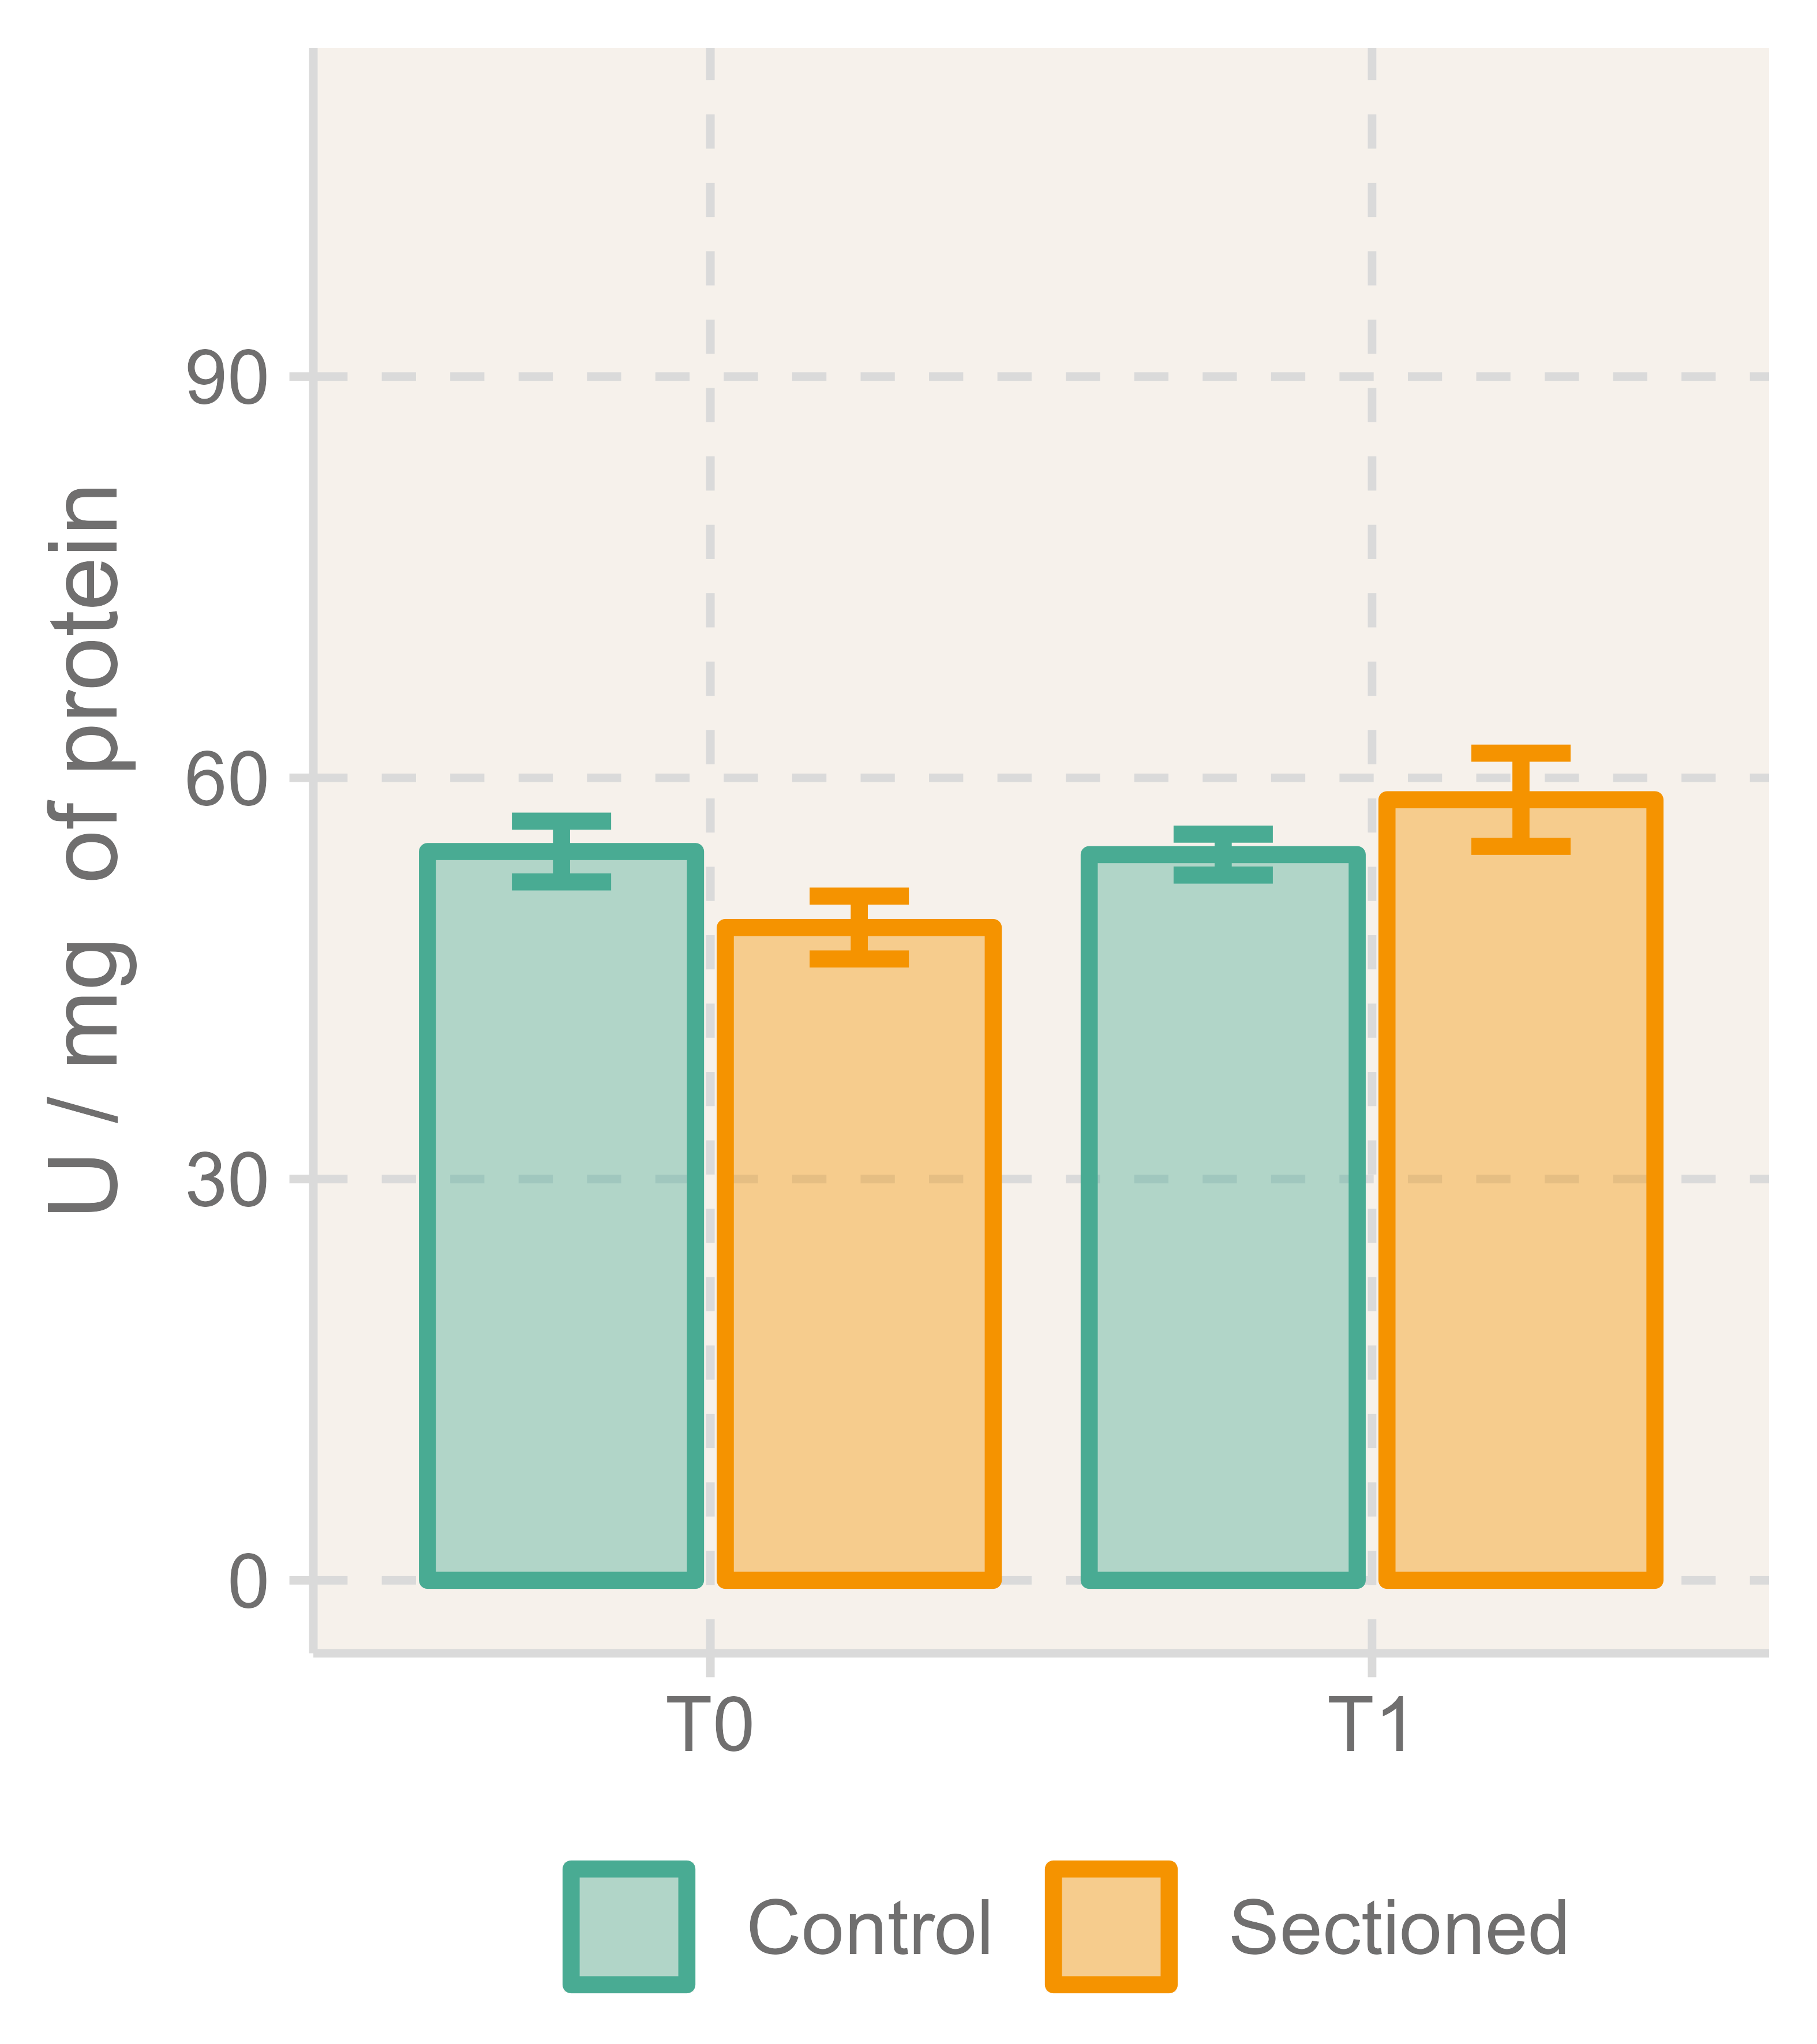 U / mg of protein
90
60
30
0
T0 T1
Control Sectioned